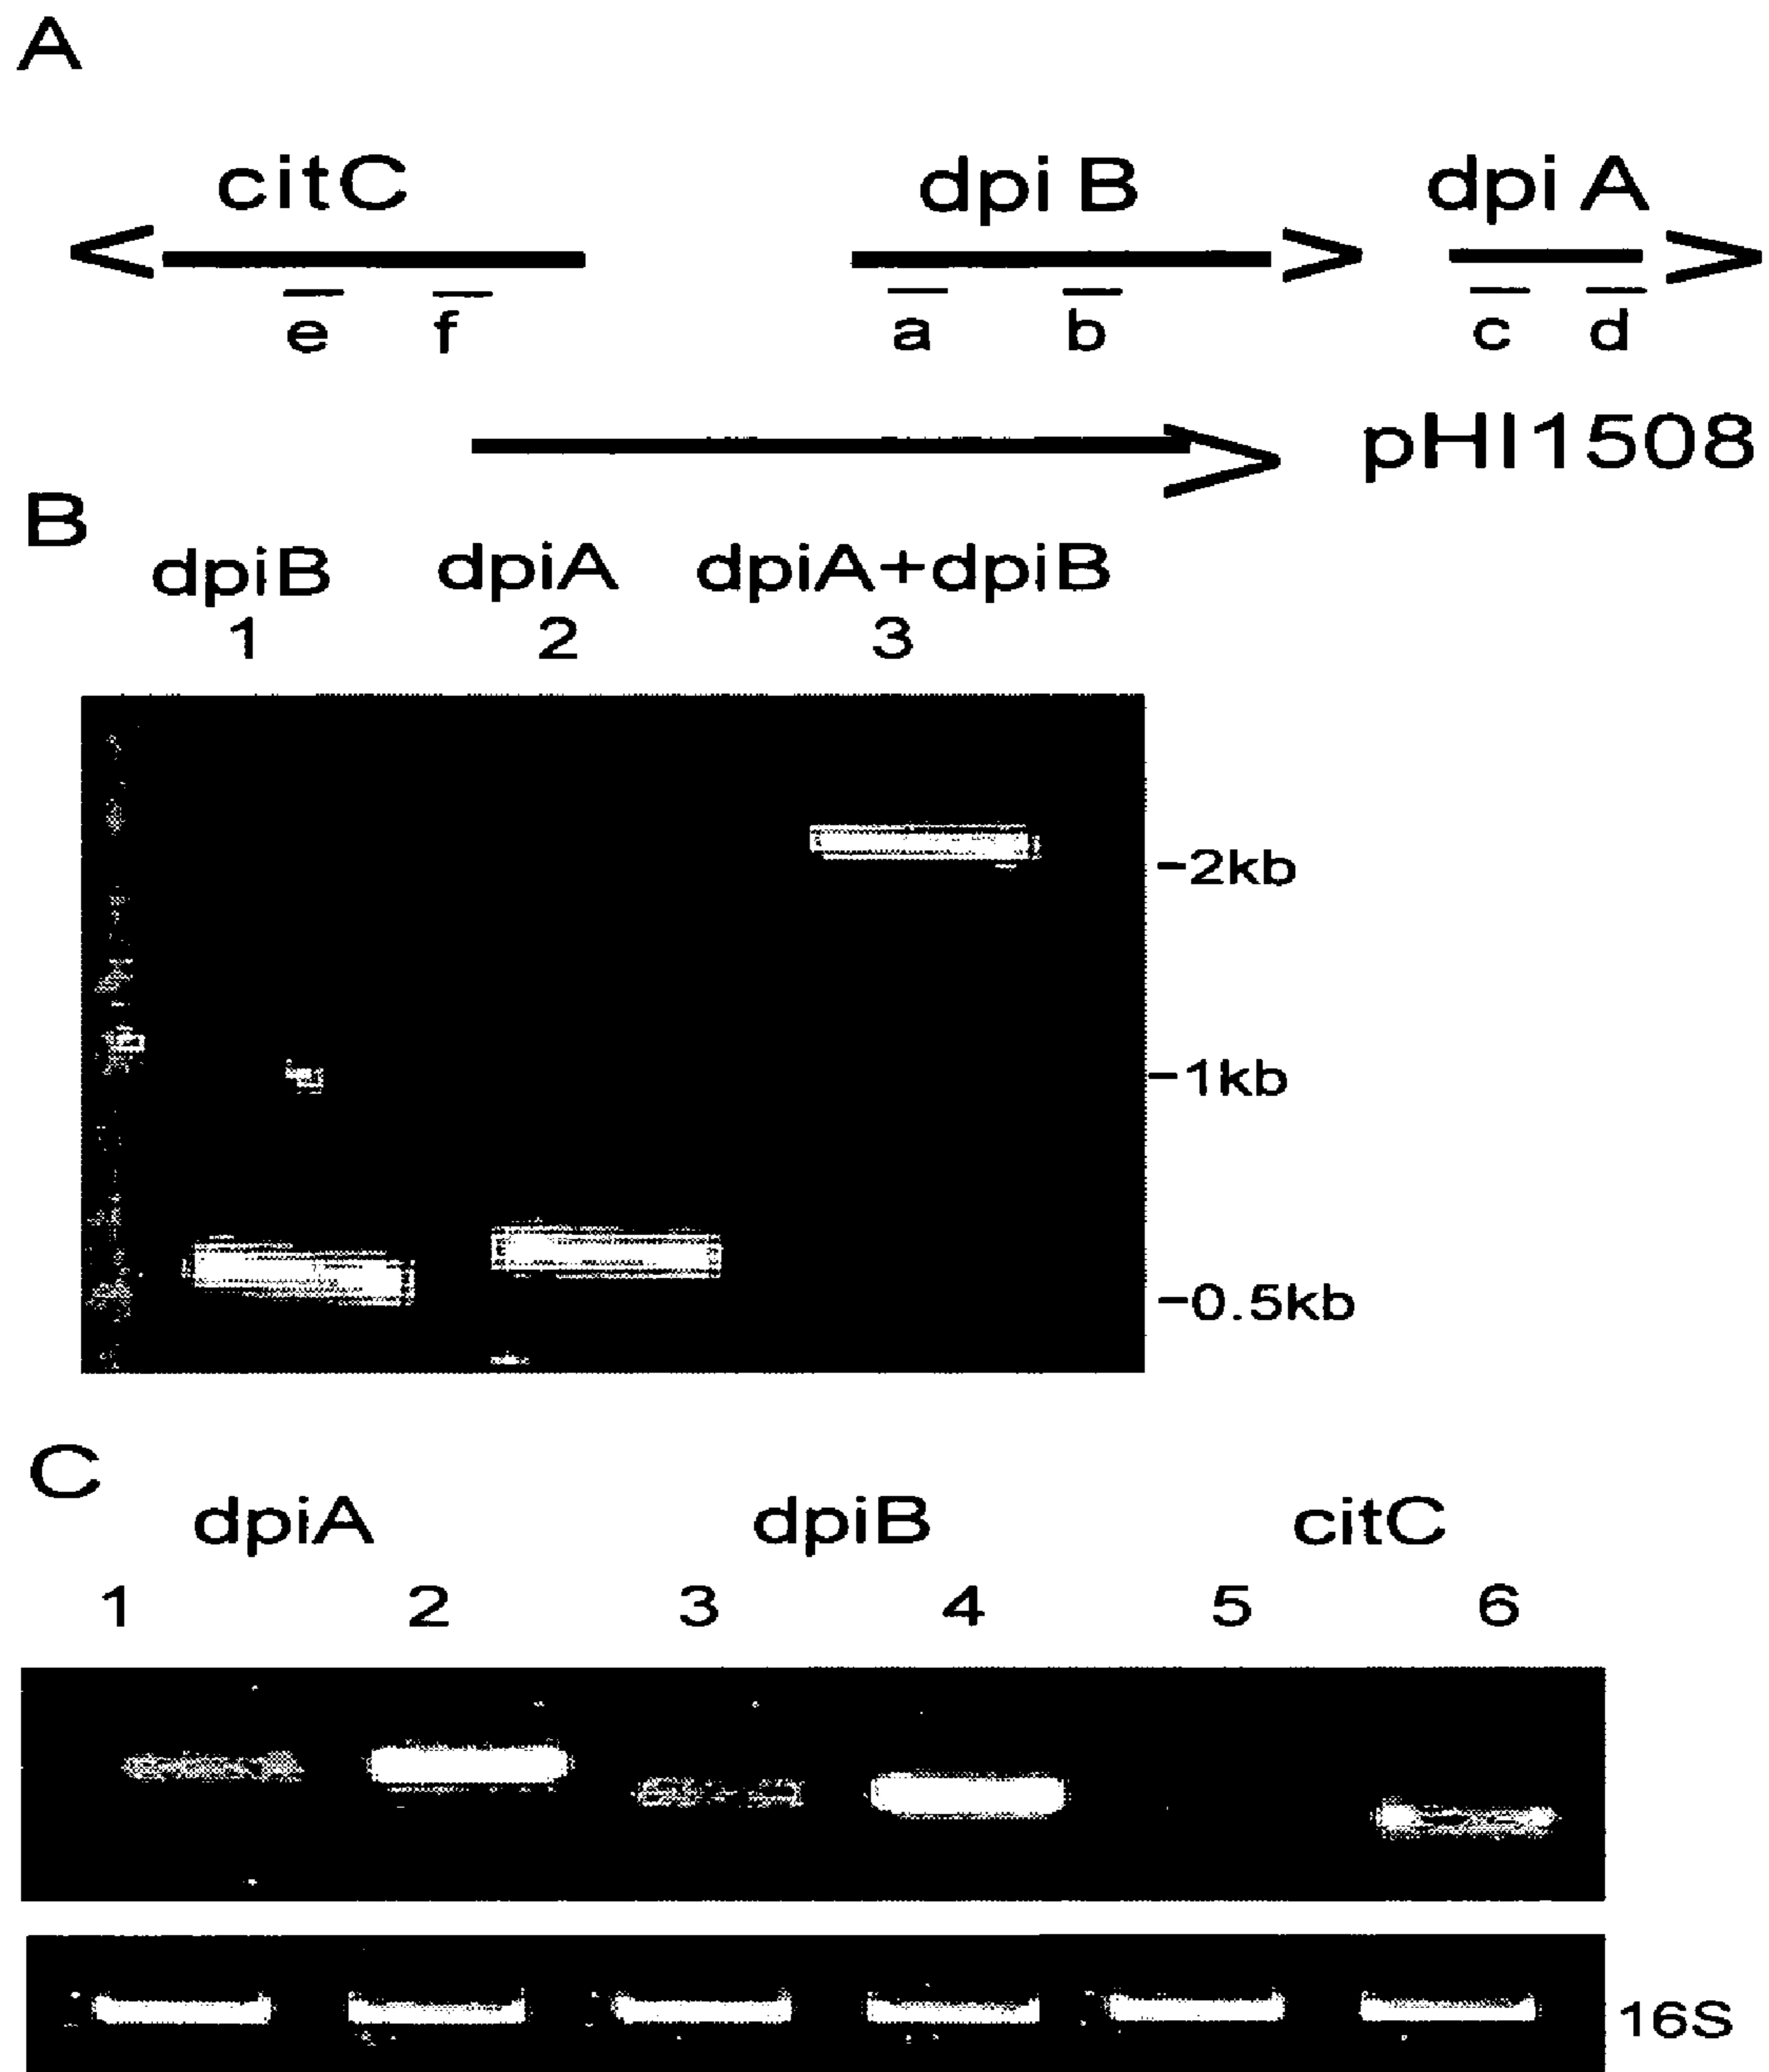 A
citC dpi B dpi A
e f a b c d
pHI1508
B
dpiB dpiA dpiA+dpiB
1 2 3
-2kb
-1kb
-0.5kb
C
dpiA dpiB citC
1 2 3 4 5 6
16S